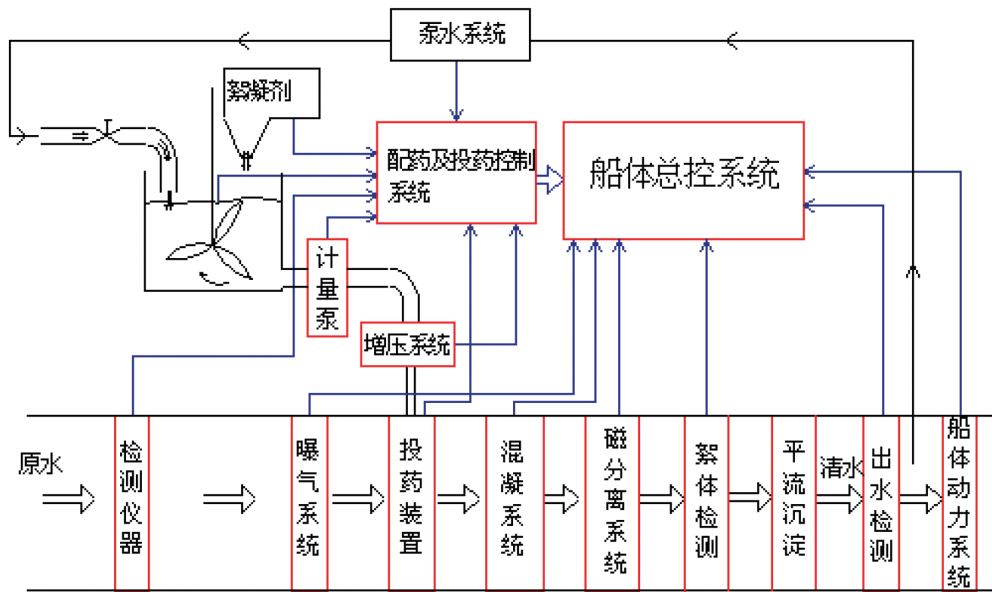 泵水系统
絮凝剂
配药及投药控制
系统
船体总控系统
计量泵
增压系统
原水
检测仪器
曝气系统
投药装置
混凝系统
磁分离系统
絮体检测
平流沉淀
清水
出水检测
船体动力系统